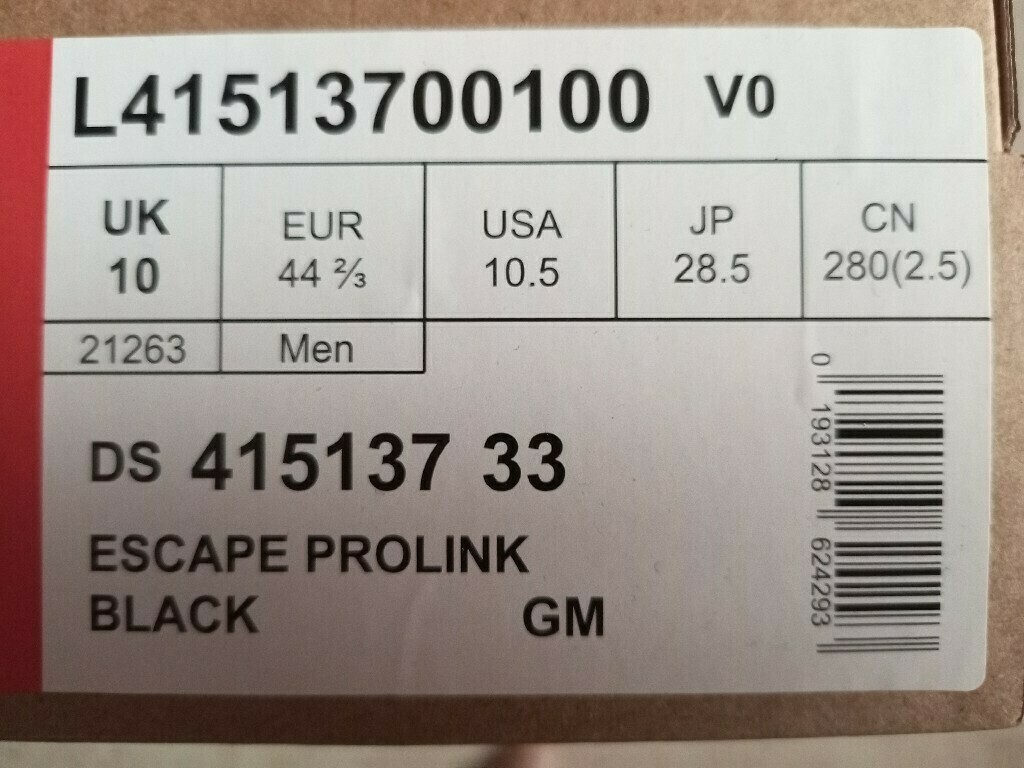 L41513700100 V0
UK EUR USA JP CN
10 44 ⅔ 10.5 28.5 280(2.5)
21263 Men
DS 415137 33
ESCAPE PROLINK
BLACK GM
0 193128 624293